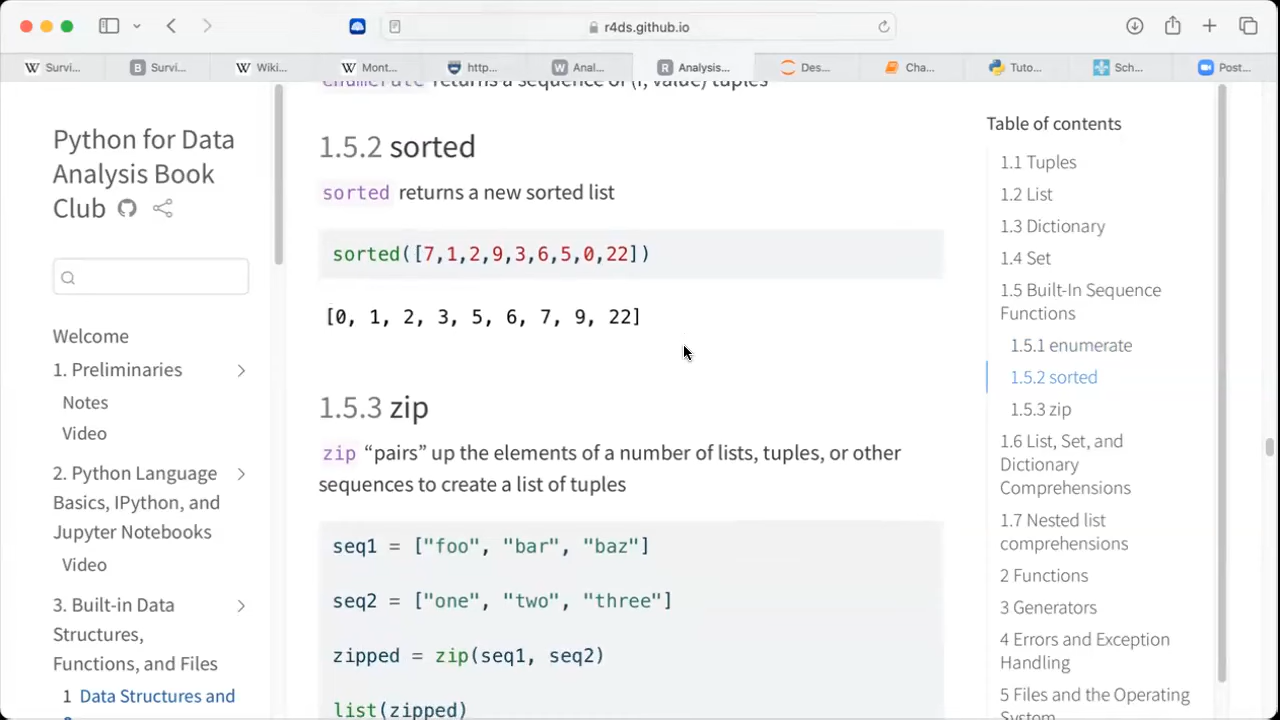 r4ds.github.io
Survi...
Survi...
Wiki...
Mont...
http...
Anal...
Analysis...
Des...
Cha...
Tuto...
Sch...
Post...
Python for Data
Analysis Book
Club
Welcome
1. Preliminaries
Notes
Video
2. Python Language
Basics, IPython, and
Jupyter Notebooks
Video
3. Built-in Data
Structures,
Functions, and Files
1 Data Structures and
enumerate returns a sequence of (i, value) tuples
1.5.2 sorted
sorted returns a new sorted list
sorted([7,1,2,9,3,6,5,0,22])
[0, 1, 2, 3, 5, 6, 7, 9, 22]
1.5.3 zip
zip “pairs” up the elements of a number of lists, tuples, or other
sequences to create a list of tuples
seq1 = ["foo", "bar", "baz"]
seq2 = ["one", "two", "three"]
zipped = zip(seq1, seq2)
list(zipped)
Table of contents
1.1 Tuples
1.2 List
1.3 Dictionary
1.4 Set
1.5 Built-In Sequence
Functions
1.5.1 enumerate
1.5.2 sorted
1.5.3 zip
1.6 List, Set, and
Dictionary
Comprehensions
1.7 Nested list
comprehensions
2 Functions
3 Generators
4 Errors and Exception
Handling
5 Files and the Operating
System